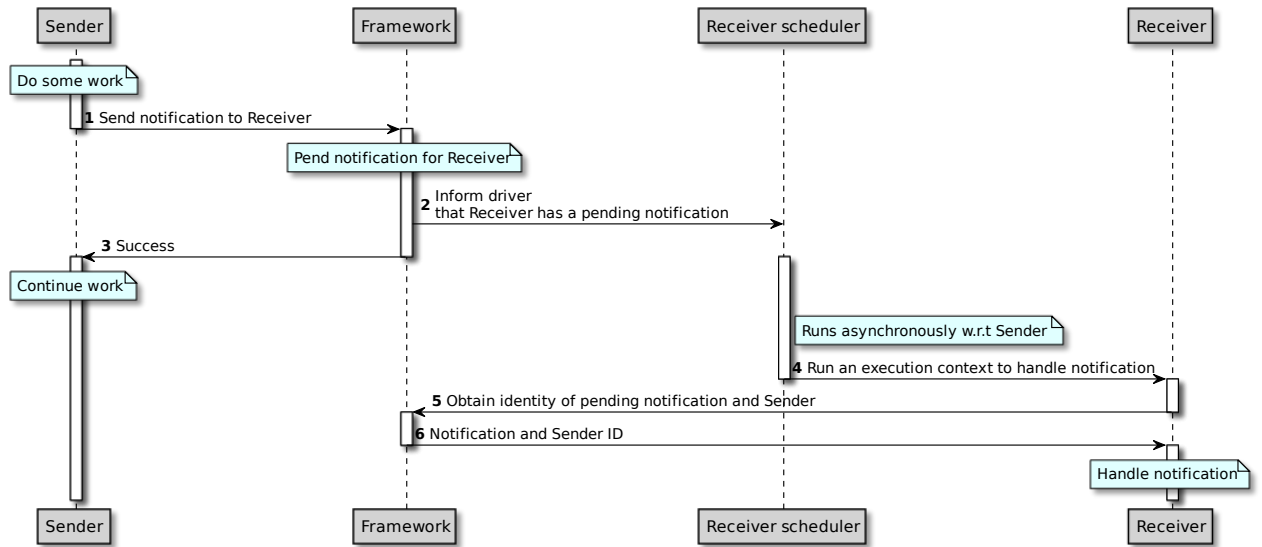 Sender
Framework
Receiver scheduler
Receiver
Do some work
1 Send notification to Receiver
Pend notification for Receiver
2 Inform driver
that Receiver has a pending notification
3 Success
Continue work
Runs asynchronously w.r.t Sender
4 Run an execution context to handle notification
5 Obtain identity of pending notification and Sender
6 Notification and Sender ID
Handle notification
Sender
Framework
Receiver scheduler
Receiver